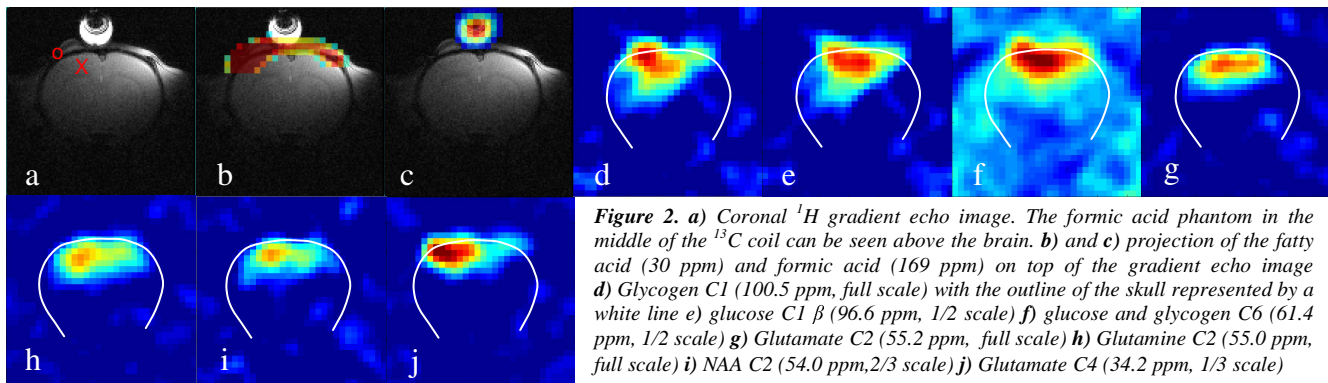 o
x
a b c d e f g
Figure 2. a) Coronal ¹H gradient echo image. The formic acid phantom in the
middle of the ¹³C coil can be seen above the brain. b) and c) projection of the fatty
acid (30 ppm) and formic acid (169 ppm) on top of the gradient echo image
d) Glycogen C1 (100.5 ppm, full scale) with the outline of the skull represented by a
white line e) glucose C1 β (96.6 ppm, 1/2 scale) f) glucose and glycogen C6 (61.4
ppm, 1/2 scale) g) Glutamate C2 (55.2 ppm, full scale) h) Glutamine C2 (55.0 ppm,
full scale) i) NAA C2 (54.0 ppm,2/3 scale) j) Glutamate C4 (34.2 ppm, 1/3 scale)
h i j